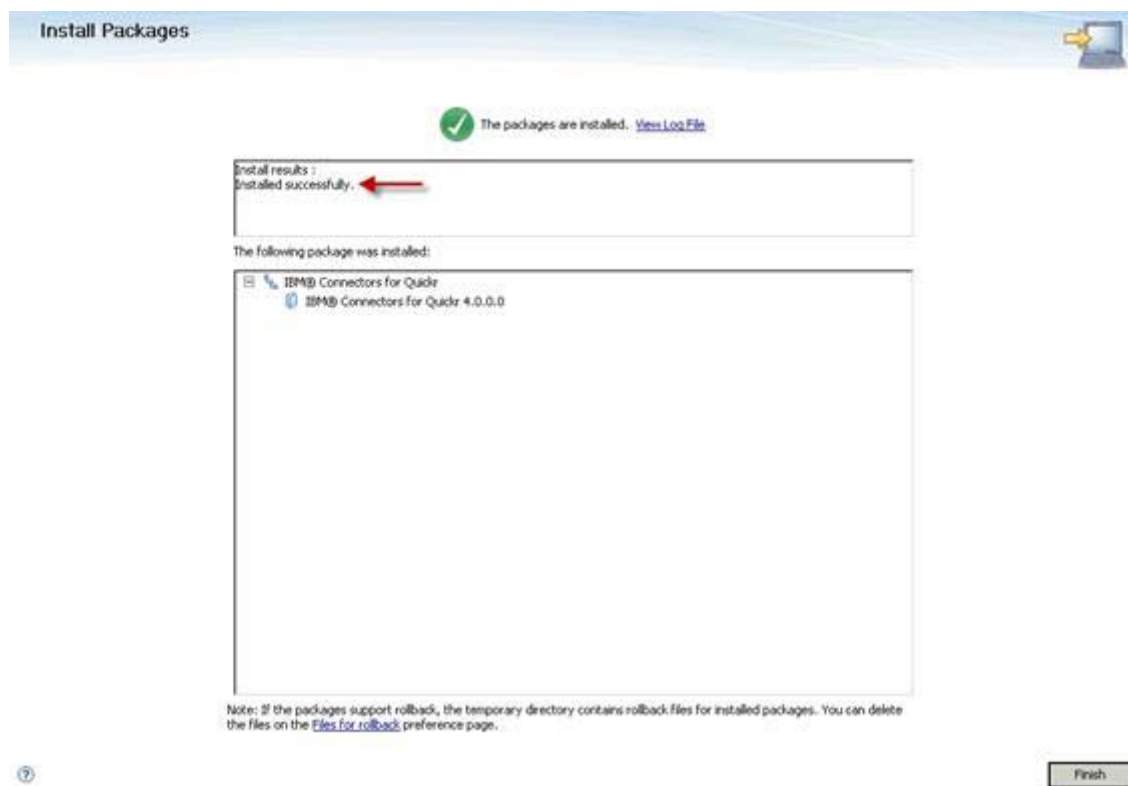 Install Packages
The packages are installed. View Log File
Install results :
Installed successfully.
The following package was installed:
IBM® Connectors for Quickr
IBM® Connectors for Quickr 4.0.0.0
Note: If the packages support rollback, the temporary directory contains rollback files for installed packages. You can delete
the files on the Files for rollback preference page.
?
Finish